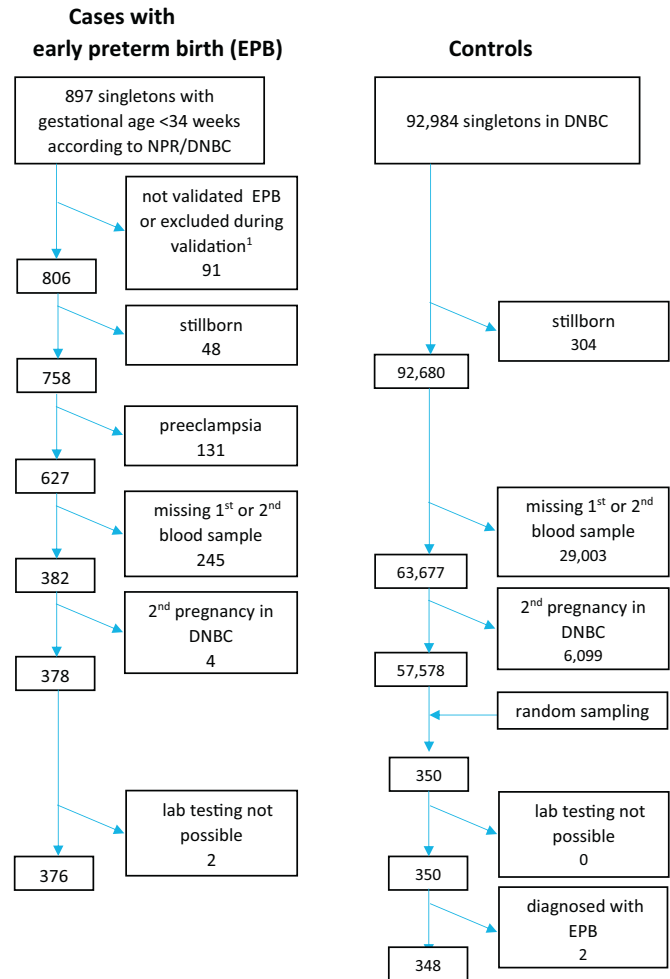 Cases with
early preterm birth (EPB)
897 singletons with
gestational age <34 weeks
according to NPR/DNBC
not validated EPB
or excluded during
validation¹
91
806
stillborn
48
758
preeclampsia
131
627
missing 1st or 2nd
blood sample
245
382
2nd pregnancy in
DNBC
4
378
lab testing not
possible
2
376
Controls
92,984 singletons in DNBC
stillborn
304
92,680
missing 1st or 2nd
blood sample
29,003
63,677
2nd pregnancy in
DNBC
6,099
57,578
random sampling
350
lab testing not
possible
0
350
diagnosed with
EPB
2
348